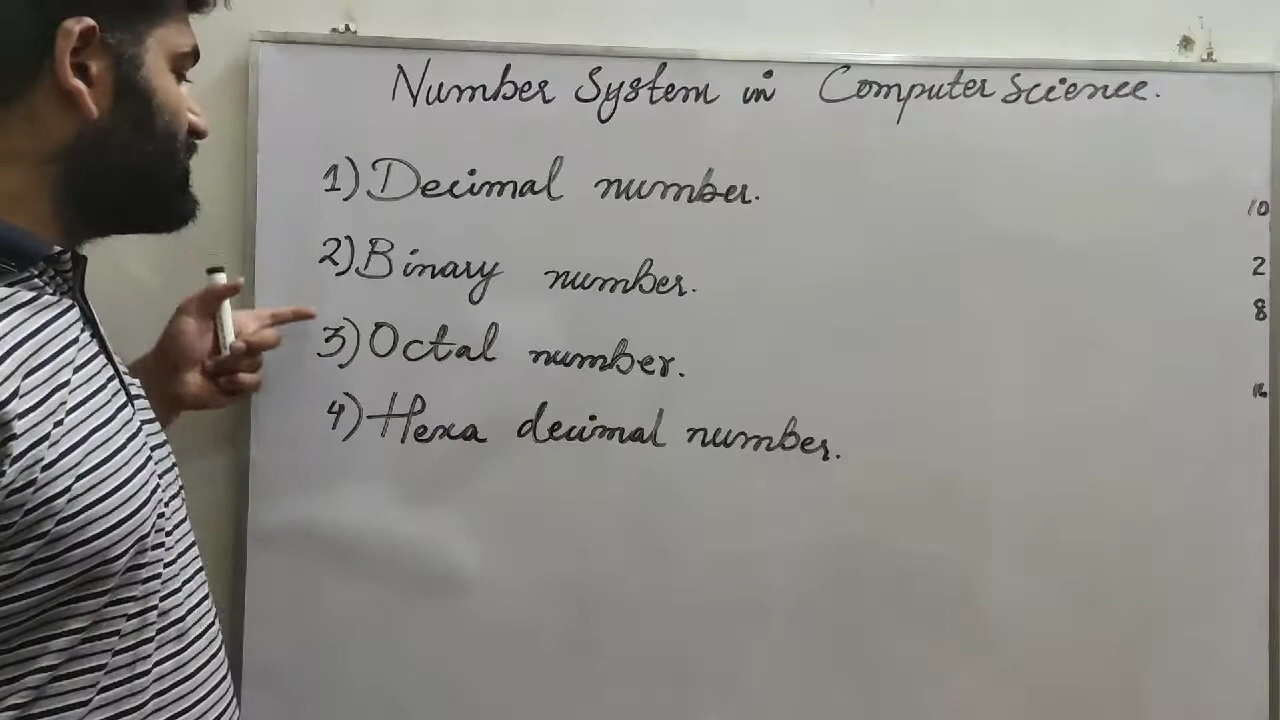 Number System in Computer Science.
1) Decimal number. 10
2) Binary number. 2
3) Octal number. 8
4) Hexa decimal number. 16